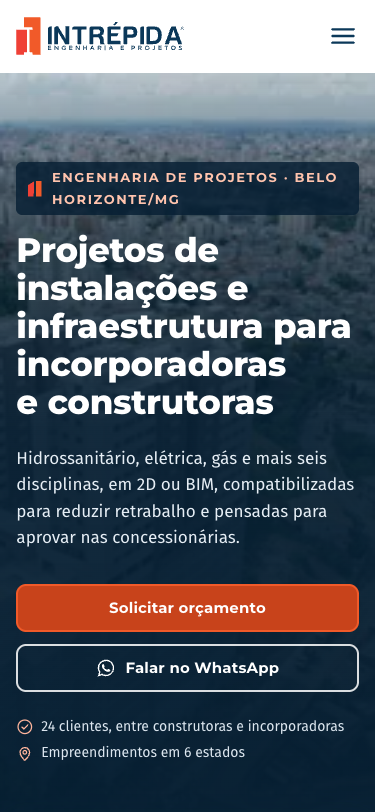 INTRÉPIDA
ENGENHARIA E PROJETOS
ENGENHARIA DE PROJETOS · BELO
HORIZONTE/MG
Projetos de
instalações e
infraestrutura para
incorporadoras
e construtoras
Hidrossanitário, elétrica, gás e mais seis
disciplinas, em 2D ou BIM, compatibilizadas
para reduzir retrabalho e pensadas para
aprovar nas concessionárias.
Solicitar orçamento
Falar no WhatsApp
24 clientes, entre construtoras e incorporadoras
Empreendimentos em 6 estados